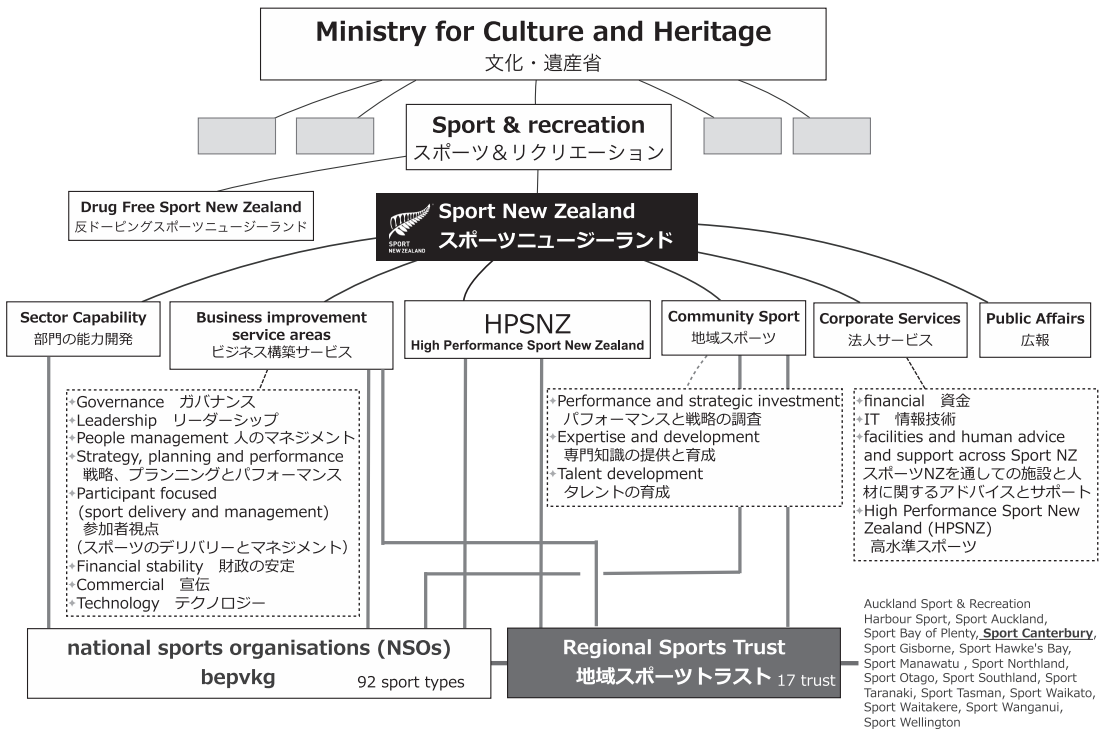 Ministry for Culture and Heritage
文化・遺産省
Sport & recreation
スポーツ＆リクリエーション
Drug Free Sport New Zealand
反ドーピングスポーツニュージーランド
SPORT
NEW ZEALAND
Sport New Zealand
スポーツニュージーランド
Sector Capability
部門の能力開発
Business improvement
service areas
ビジネス構築サービス
HPSNZ
High Performance Sport New Zealand
Community Sport
地域スポーツ
Corporate Services
法人サービス
Public Affairs
広報
Governance　ガバナンス
Leadership　リーダーシップ
People management 人のマネジメント
Strategy, planning and performance
戦略、プランニングとパフォーマンス
Participant focused
(sport delivery and management)
参加者視点
（スポーツのデリバリーとマネジメント）
Financial stability　財政の安定
Commercial　宣伝
Technology　テクノロジー
Performance and strategic investment
パフォーマンスと戦略の調査
Expertise and development
専門知識の提供と育成
Talent development
タレントの育成
financial　資金
IT　情報技術
facilities and human advice
and support across Sport NZ
スポーツNZを通しての施設と人
材に関するアドバイスとサポート
High Performance Sport New
Zealand (HPSNZ)
高水準スポーツ
national sports organisations (NSOs)
bepvkg
92 sport types
Regional Sports Trust
地域スポーツトラスト 17 trust
Auckland Sport & Recreation
Harbour Sport, Sport Auckland,
Sport Bay of Plenty, Sport Canterbury,
Sport Gisborne, Sport Hawke's Bay,
Sport Manawatu , Sport Northland,
Sport Otago, Sport Southland, Sport
Taranaki, Sport Tasman, Sport Waikato,
Sport Waitakere, Sport Wanganui,
Sport Wellington